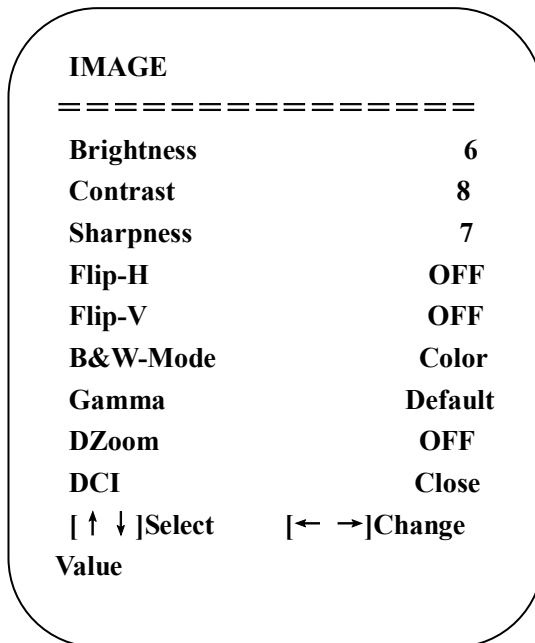 IMAGE
===============
Brightness 6
Contrast 8
Sharpness 7
Flip-H OFF
Flip-V OFF
B&W-Mode Color
Gamma Default
DZoom OFF
DCI Close
[ ↑ ↓ ]Select [← →]Change
Value